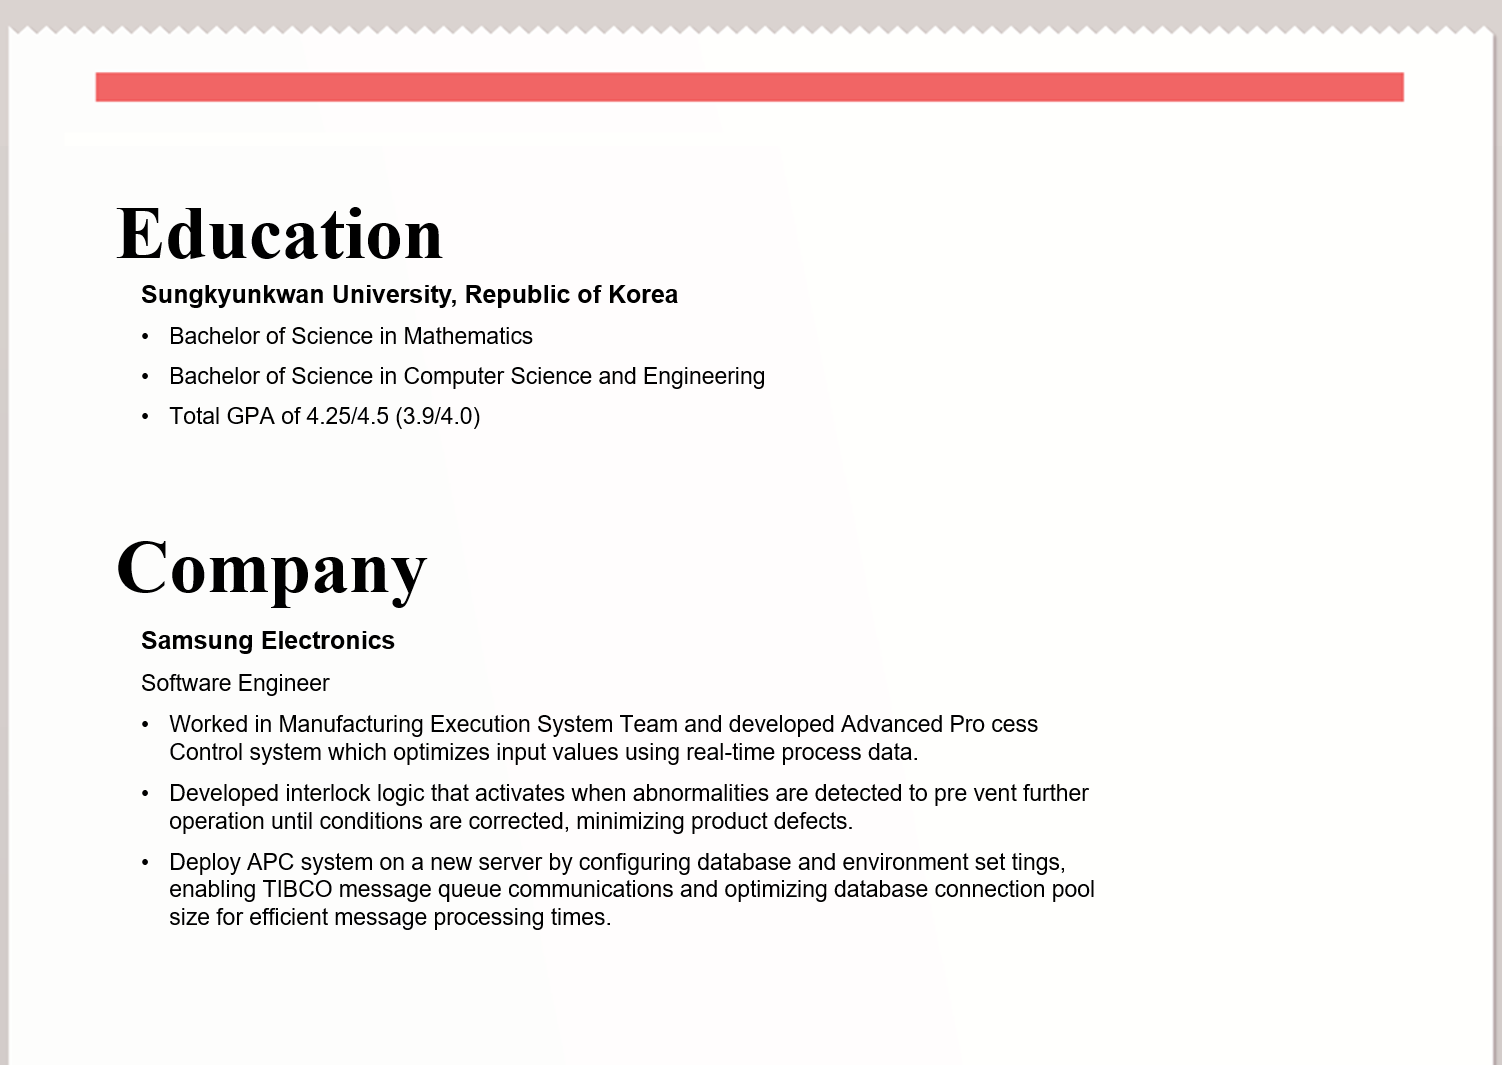 Education
Sungkyunkwan University, Republic of Korea
• Bachelor of Science in Mathematics
• Bachelor of Science in Computer Science and Engineering
• Total GPA of 4.25/4.5 (3.9/4.0)
Company
Samsung Electronics
Software Engineer
• Worked in Manufacturing Execution System Team and developed Advanced Pro cess
Control system which optimizes input values using real-time process data.
• Developed interlock logic that activates when abnormalities are detected to pre vent further
operation until conditions are corrected, minimizing product defects.
• Deploy APC system on a new server by configuring database and environment set tings,
enabling TIBCO message queue communications and optimizing database connection pool
size for efficient message processing times.